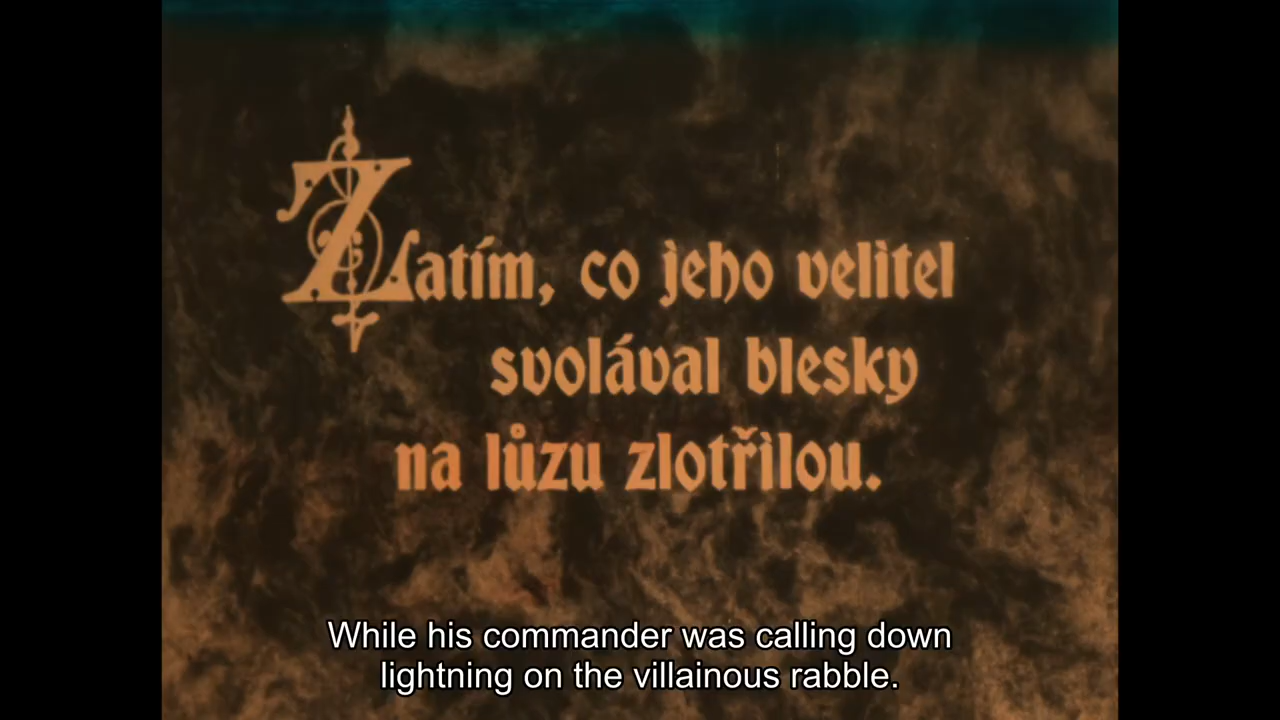 Zatím, co jeho velitel
svolával blesky
na lůzu zlotřilou.
While his commander was calling down
lightning on the villainous rabble.